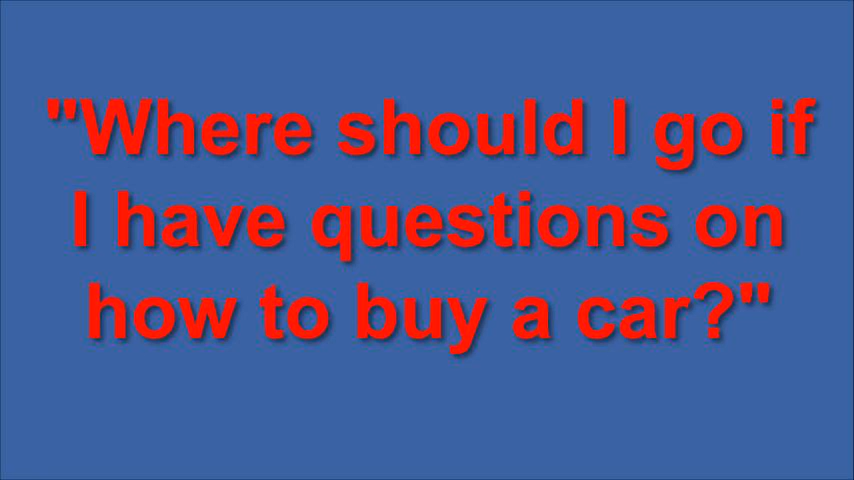 "Where should I go if
I have questions on
how to buy a car?"